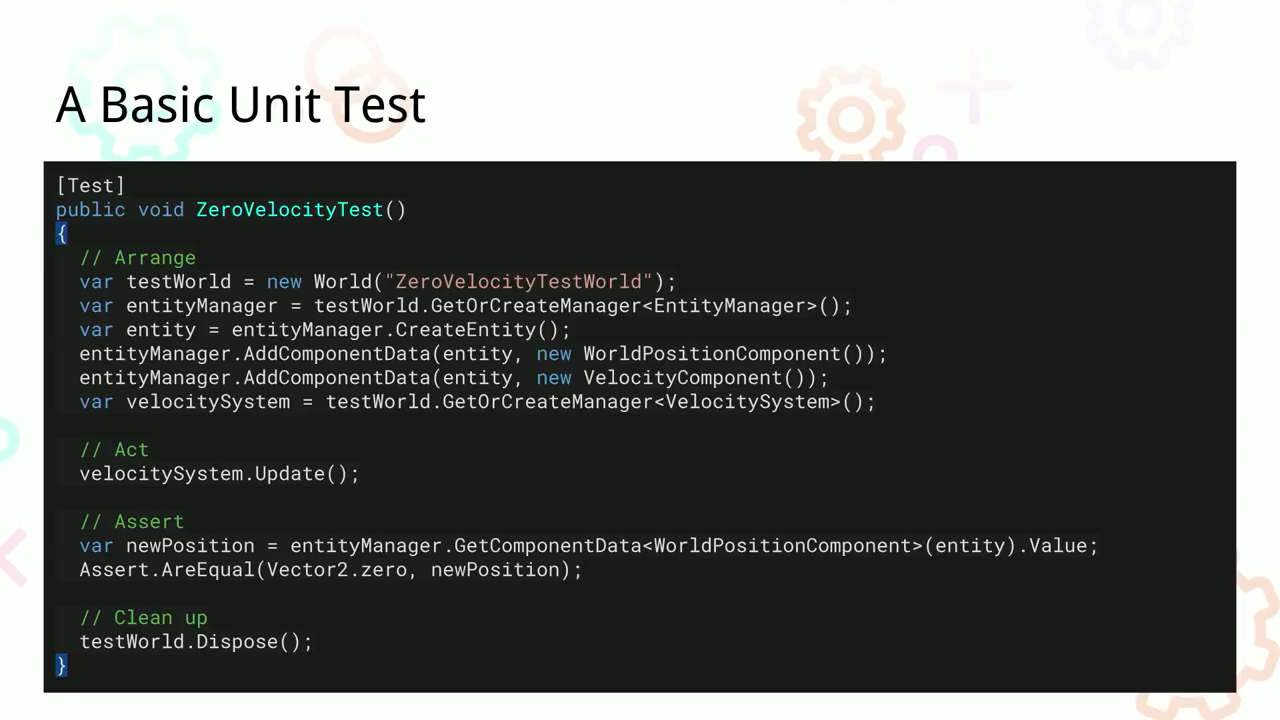 A Basic Unit Test
[Test]
public void ZeroVelocityTest()
{
// Arrange
var testWorld = new World("ZeroVelocityTestWorld");
var entityManager = testWorld.GetOrCreateManager<EntityManager>();
var entity = entityManager.CreateEntity();
entityManager.AddComponentData(entity, new WorldPositionComponent());
entityManager.AddComponentData(entity, new VelocityComponent());
var velocitySystem = testWorld.GetOrCreateManager<VelocitySystem>();
// Act
velocitySystem.Update();
// Assert
var newPosition = entityManager.GetComponentData<WorldPositionComponent>(entity).Value;
Assert.AreEqual(Vector2.zero, newPosition);
// Clean up
testWorld.Dispose();
}